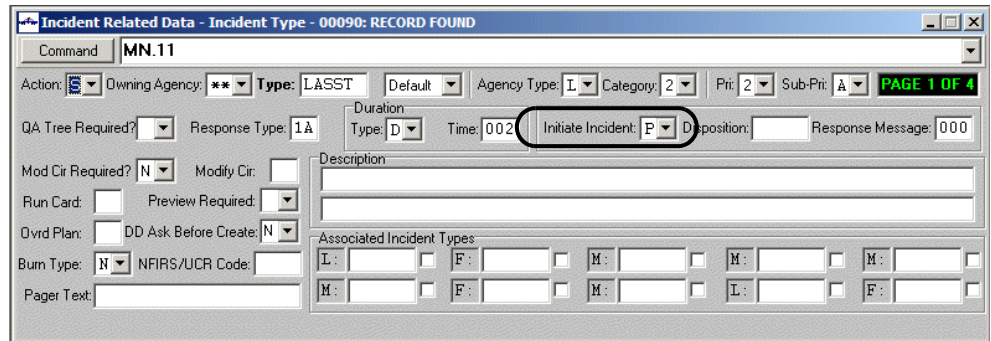 Incident Related Data - Incident Type - 00090: RECORD FOUND
Command MN.11
Action: S Owning Agency: ** Type: LASST Default Agency Type: L Category: 2 Pri: 2 Sub-Pri: A PAGE 1 OF 4
Duration
QA Tree Required? Response Type: 1A Type: D Time: 002 Initiate Incident: P Disposition: Response Message: 000
Description
Mod Cir Required? N Modify Cir:
Run Card: Preview Required:
Ovrd Plan: DD Ask Before Create: N
Associated Incident Types
Burn Type: N NFIRS/UCR Code: L: F: M: M: M:
Pager Text: M: F: M: L: F: